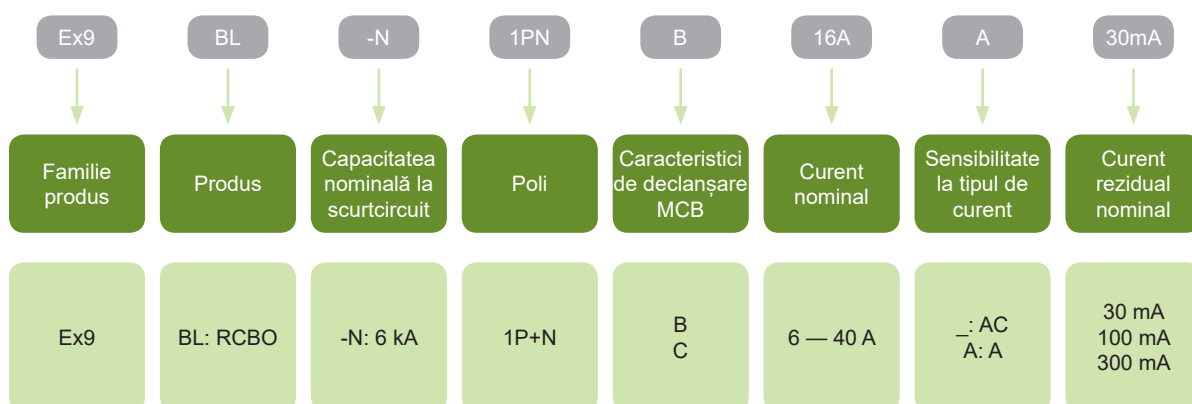 Ex9
BL
-N
1PN
B
16A
A
30mA
Familie
produs
Produs
Capacitatea
nominală la
scurtcircuit
Poli
Caracteristici
de declanșare
MCB
Curent
nominal
Sensibilitate
la tipul de
curent
Curent
rezidual
nominal
Ex9
BL: RCBO
-N: 6 kA
1P+N
B
C
6 — 40 A
_: AC
A: A
30 mA
100 mA
300 mA